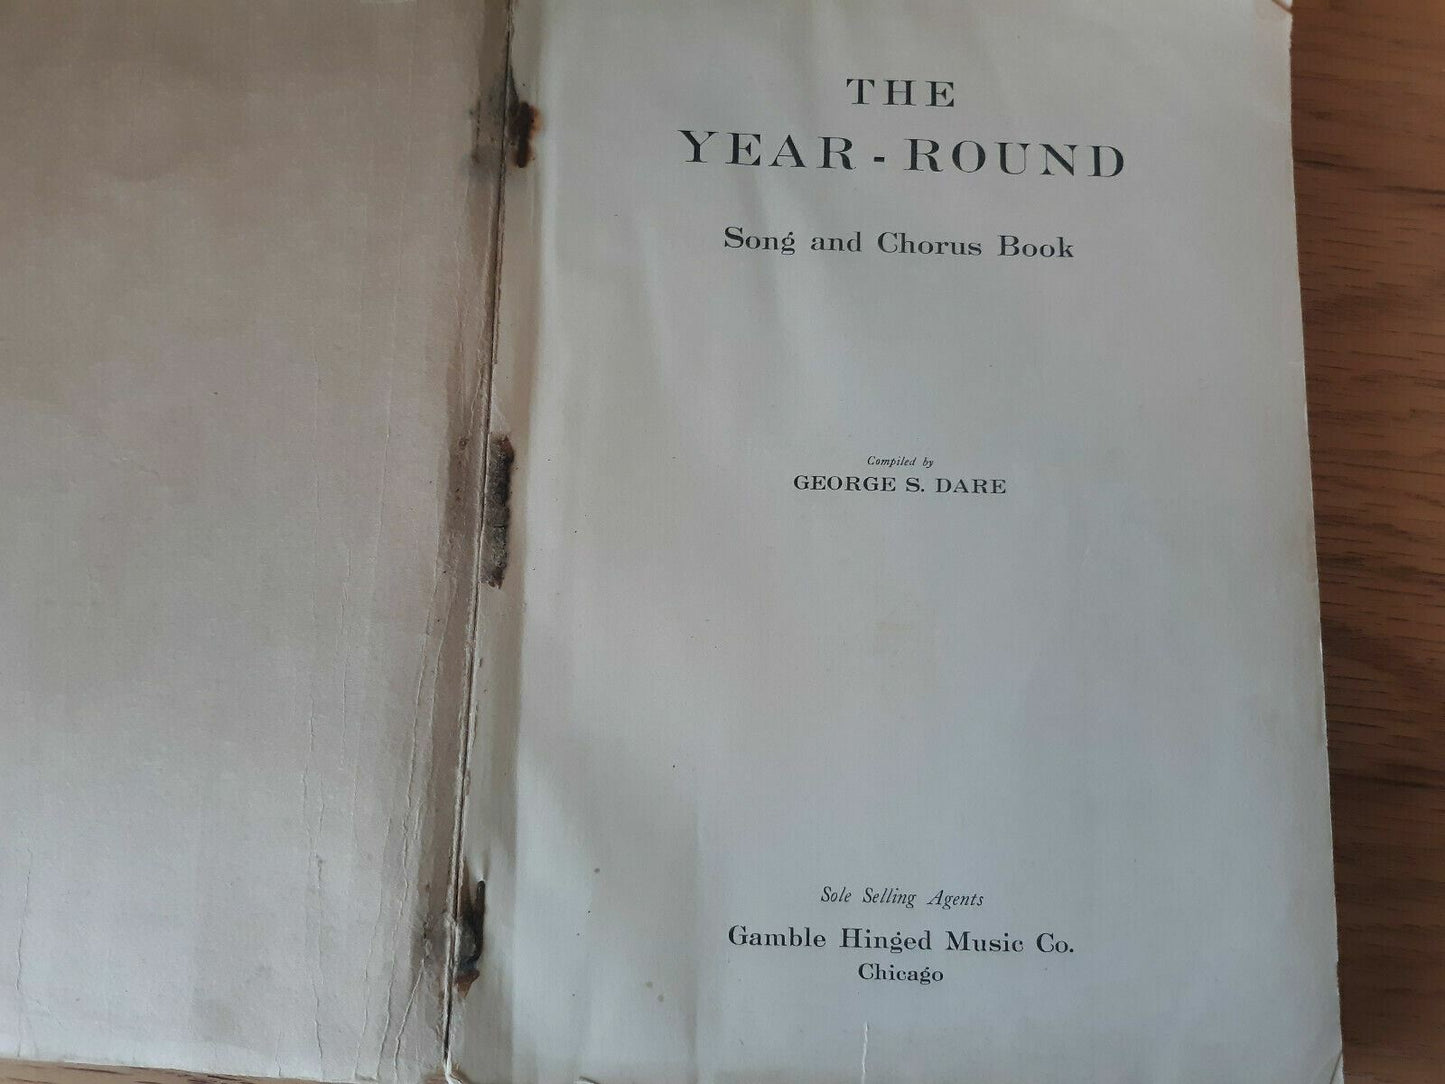 THE
YEAR-ROUND
Song and Chorus Book
Compiled by
GEORGE S. DARE
Sole Selling Agents
Gamble Hinged Music Co.
Chicago